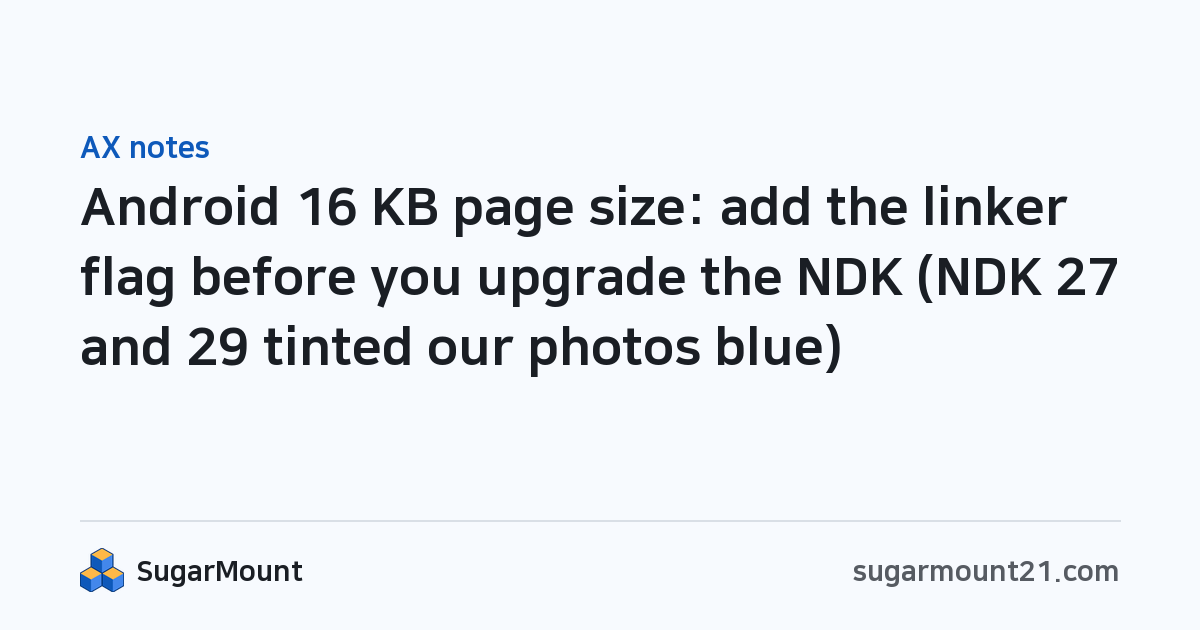 AX notes
Android 16 KB page size: add the linker
flag before you upgrade the NDK (NDK 27
and 29 tinted our photos blue)
SugarMount
sugarmount21.com